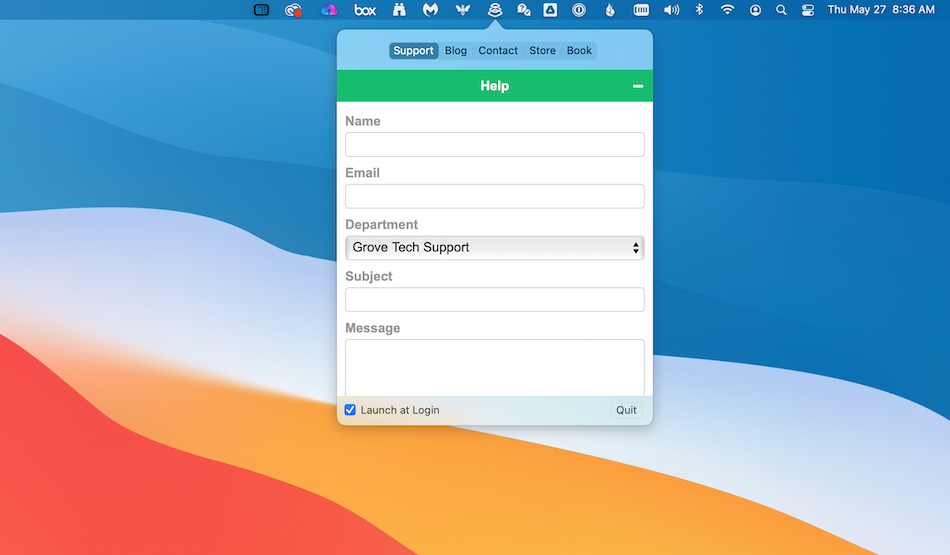 box Thu May 27 8:36 AM
Support Blog Contact Store Book
Help
Name
Email
Department
Grove Tech Support
Subject
Message
Launch at Login Quit